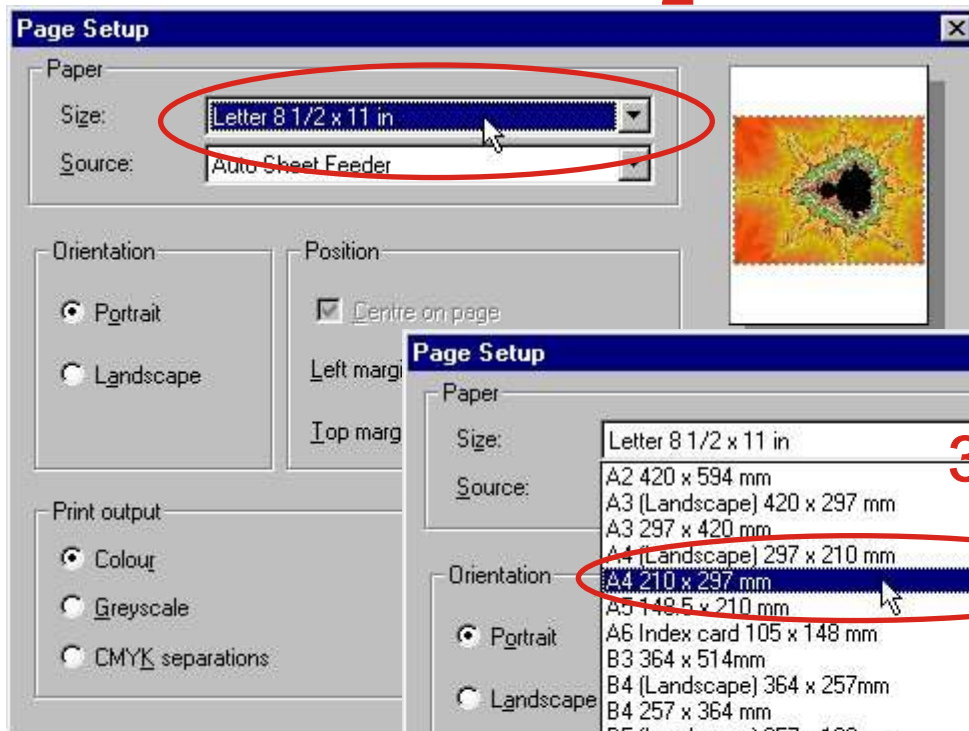 Page Setup
Paper
Size:
Letter 8 1/2 x 11 in
Source:
Auto Sheet Feeder
Orientation
Portrait
Landscape
Position
Centre on page
Left margi
Top marg
Print output
Colour
Greyscale
CMYK separations
Page Setup
Paper
Size:
Letter 8 1/2 x 11 in
3
Source:
A2 420 x 594 mm
A3 (Landscape) 420 x 297 mm
A3 297 x 420 mm
A4 (Landscape) 297 x 210 mm
A4 210 x 297 mm
A5 148.5 x 210 mm
A6 Index card 105 x 148 mm
B3 364 x 514mm
B4 (Landscape) 364 x 257mm
B4 257 x 364 mm
Orientation
Portrait
Landscape